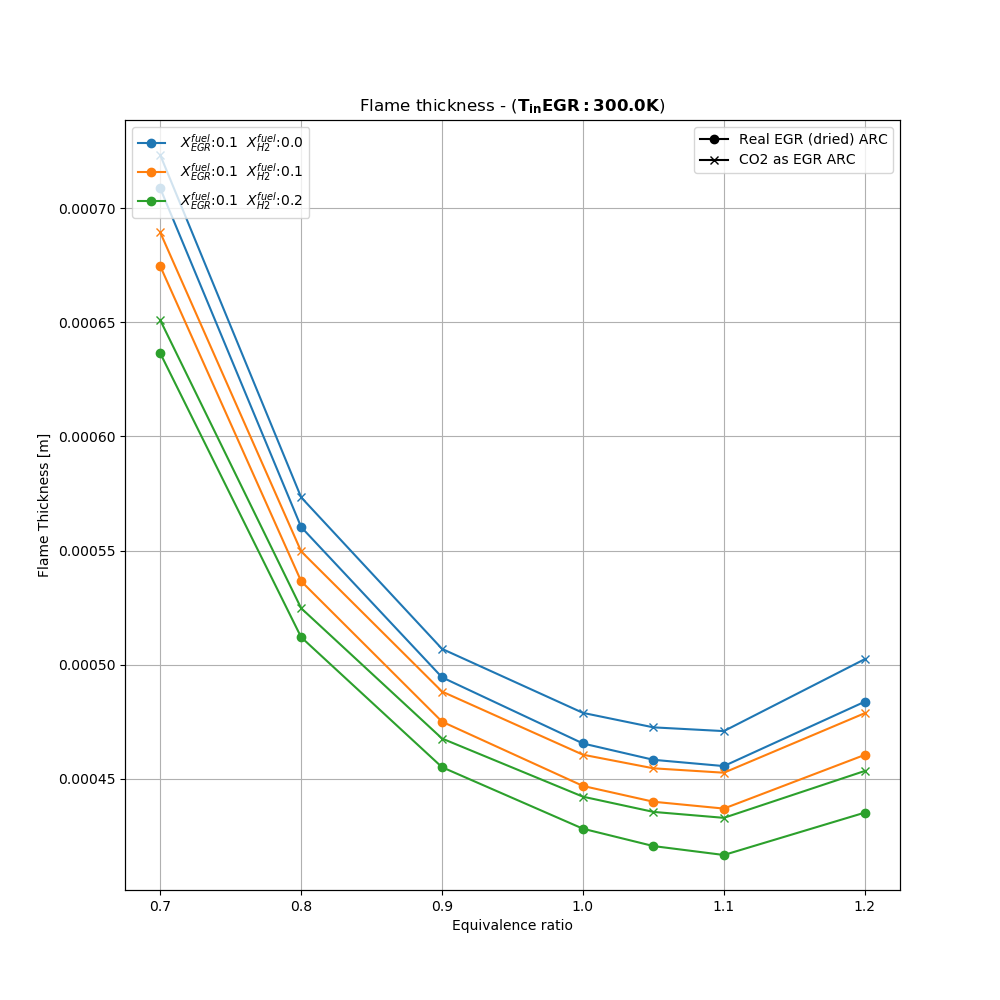 Flame thickness - (T_in EGR : 300.0K)
X_EGR^fuel:0.1 X_H2^fuel:0.0
X_EGR^fuel:0.1 X_H2^fuel:0.1
X_EGR^fuel:0.1 X_H2^fuel:0.2
Real EGR (dried) ARC
CO2 as EGR ARC
Flame Thickness [m]
0.00070
0.00065
0.00060
0.00055
0.00050
0.00045
0.7 0.8 0.9 1.0 1.1 1.2
Equivalence ratio